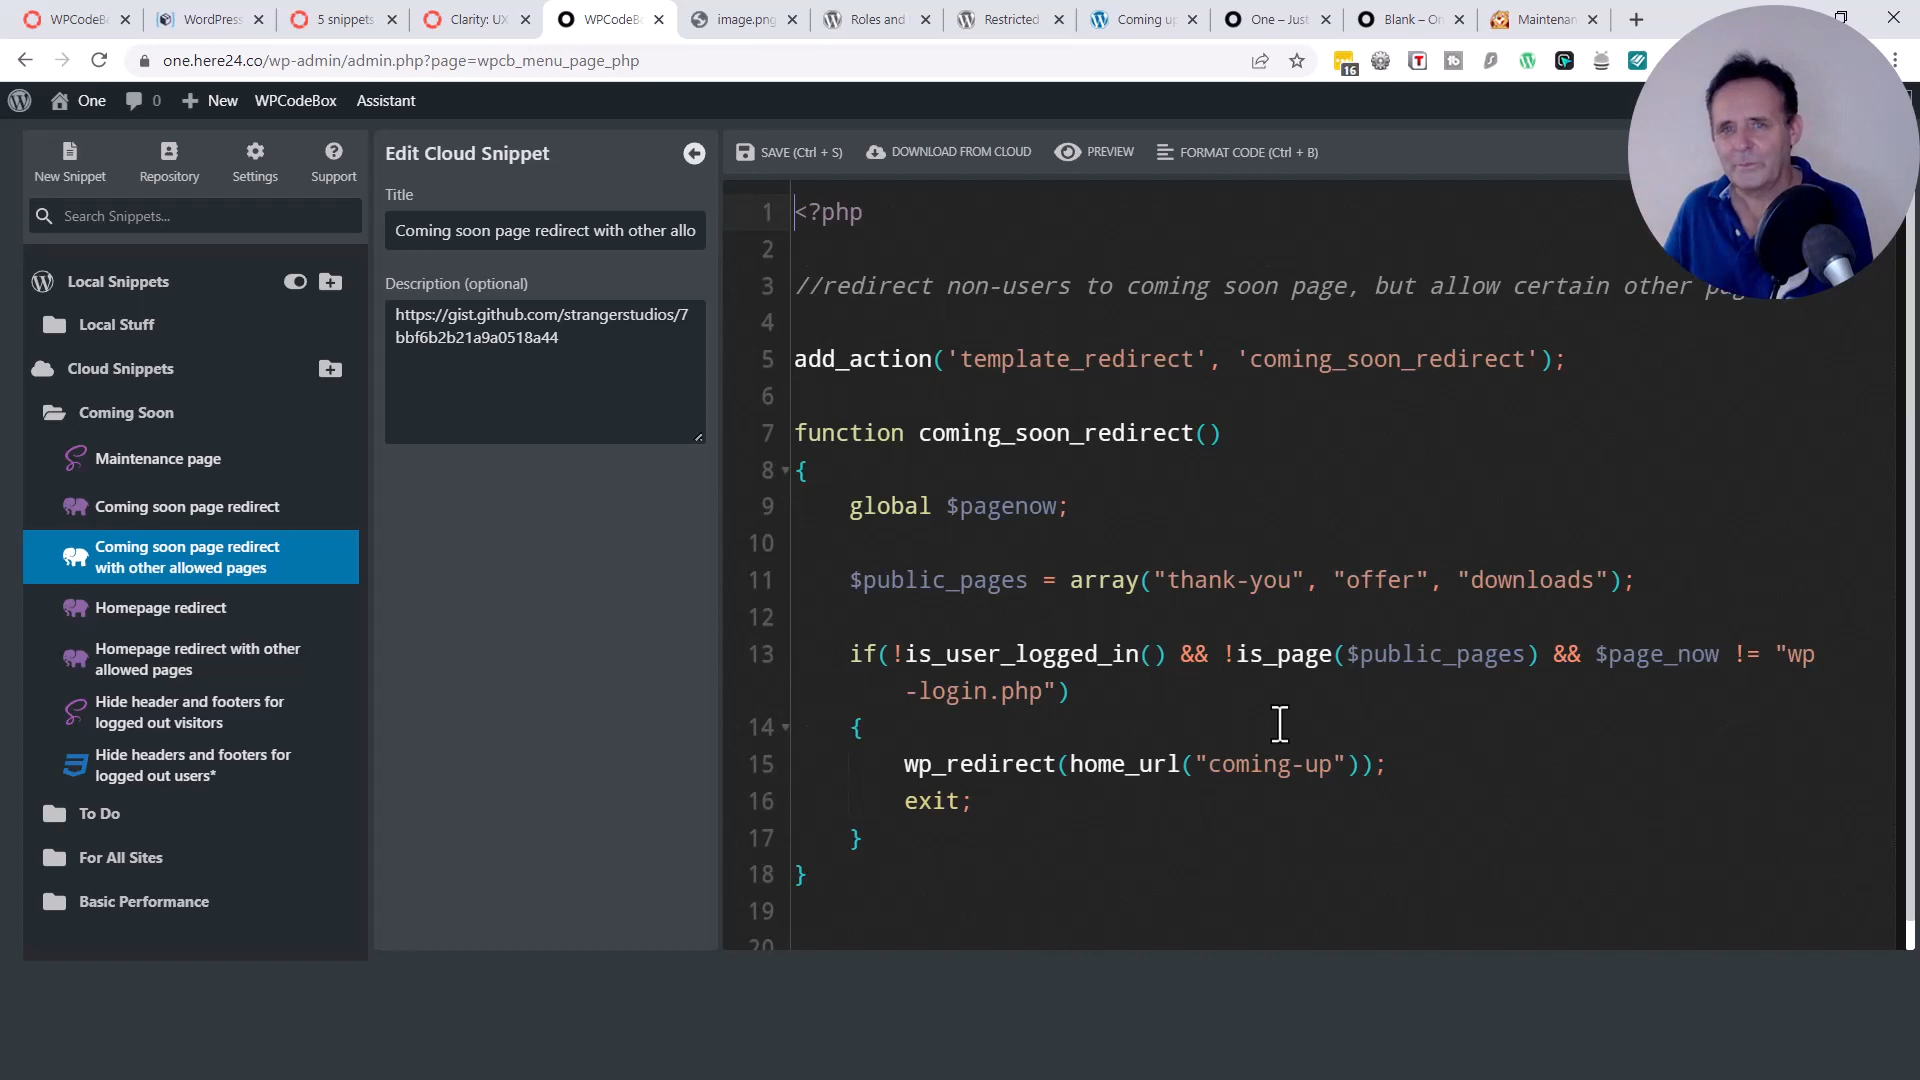 WPCodeBo
WordPress
5 snippets
Clarity: UX
WPCodeBo
image.png
Roles and
Restricted
Coming up
One – Just
Blank – On
Maintenan
one.here24.co/wp-admin/admin.php?page=wpcb_menu_page_php
16
One
0
New
WPCodeBox
Assistant
New Snippet
Repository
Settings
Support
Search Snippets...
Local Snippets
Local Stuff
Cloud Snippets
Coming Soon
Maintenance page
Coming soon page redirect
Coming soon page redirect
with other allowed pages
Homepage redirect
Homepage redirect with other
allowed pages
Hide header and footers for
logged out visitors
Hide headers and footers for
logged out users*
To Do
For All Sites
Basic Performance
Edit Cloud Snippet
Title
Coming soon page redirect with other allo
Description (optional)
https://gist.github.com/strangerstudios/7
bbf6b2b21a9a0518a44
SAVE (Ctrl + S)
DOWNLOAD FROM CLOUD
PREVIEW
FORMAT CODE (Ctrl + B)
1 <?php
2
3 //redirect non-users to coming soon page, but allow certain other
4
5 add_action('template_redirect', 'coming_soon_redirect');
6
7 function coming_soon_redirect()
8 {
9 global $pagenow;
10
11 $public_pages = array("thank-you", "offer", "downloads");
12
13 if(!is_user_logged_in() && !is_page($public_pages) && $page_now != "wp
-login.php")
14 {
15 wp_redirect(home_url("coming-up"));
16 exit;
17 }
18 }
19
20